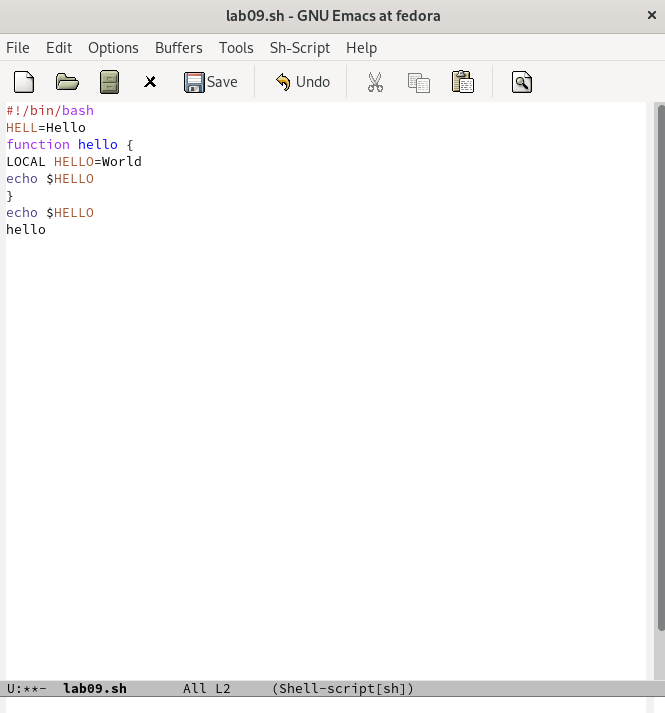 lab09.sh - GNU Emacs at fedora ×
File Edit Options Buffers Tools Sh-Script Help
Save Undo
#!/bin/bash
HELL=Hello
function hello {
LOCAL HELLO=World
echo $HELLO
}
echo $HELLO
hello
U:**- lab09.sh All L2 (Shell-script[sh])